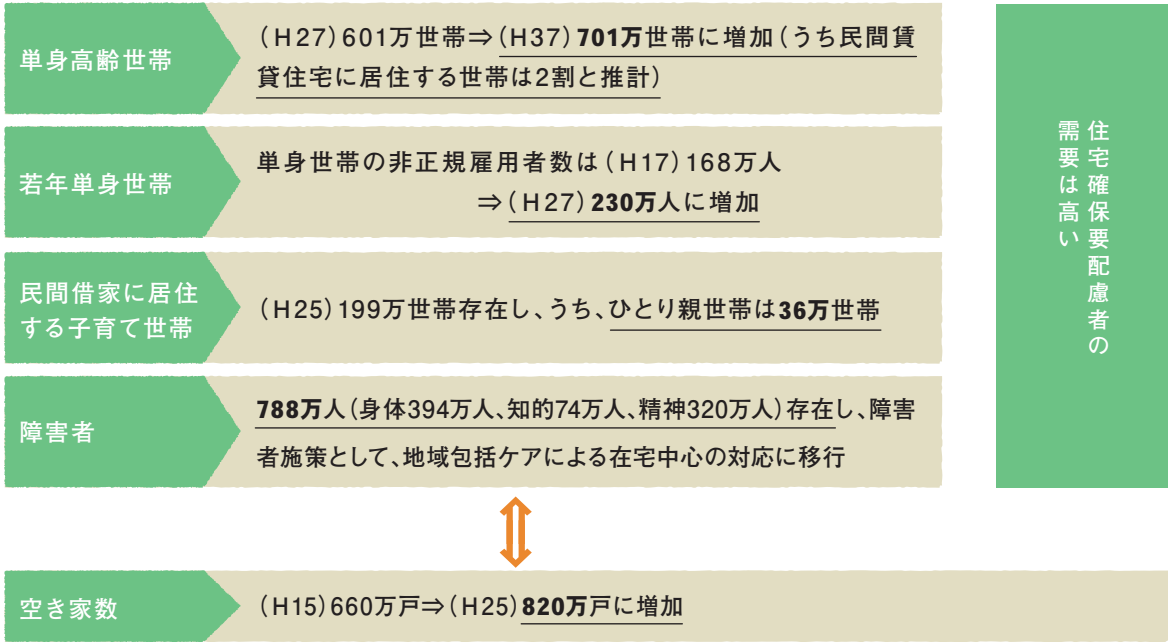 単身高齢世帯
(H27)601万世帯⇒(H37)701万世帯に増加(うち民間賃
貸住宅に居住する世帯は2割と推計)
若年単身世帯
単身世帯の非正規雇用者数は(H17)168万人
⇒(H27)230万人に増加
民間借家に居住
する子育て世帯
(H25)199万世帯存在し、うち、ひとり親世帯は36万世帯
障害者
788万人(身体394万人、知的74万人、精神320万人)存在し、障害
者施策として、地域包括ケアによる在宅中心の対応に移行
住宅確保要配慮者の
需要は高い
空き家数
(H15)660万戸⇒(H25)820万戸に増加